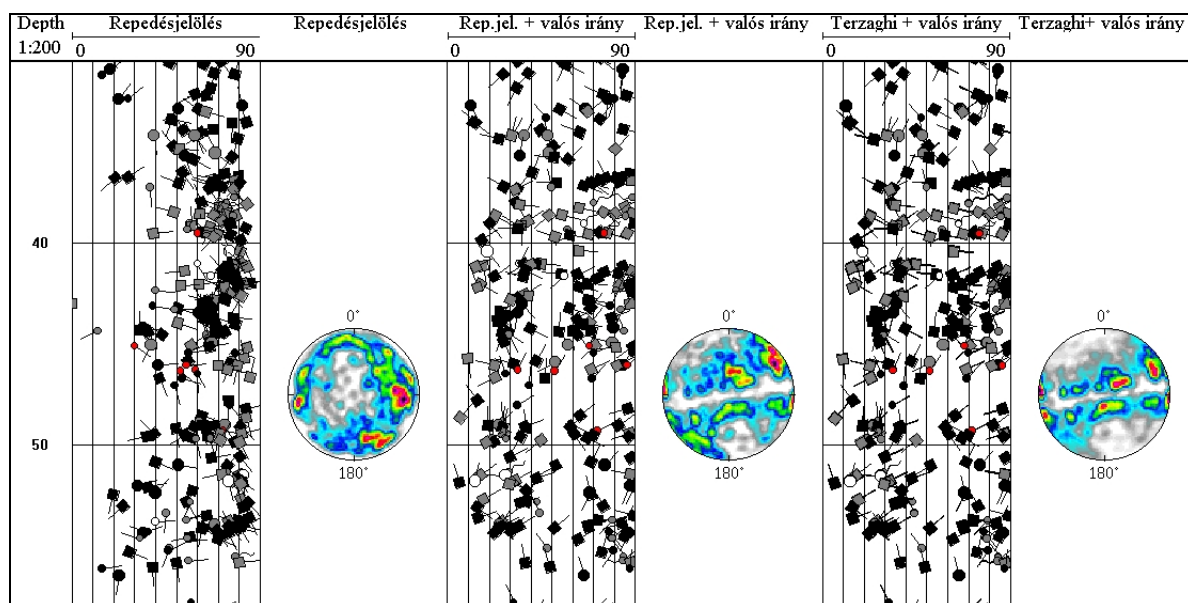 Depth Repedésjelölés Repedésjelölés Rep.jel. + valós irány Rep.jel. + valós irány Terzaghi + valós irány Terzaghi+ valós irány
1:200 0 90 0 90 0 90
40
0° 0° 0°
50
180° 180° 180°